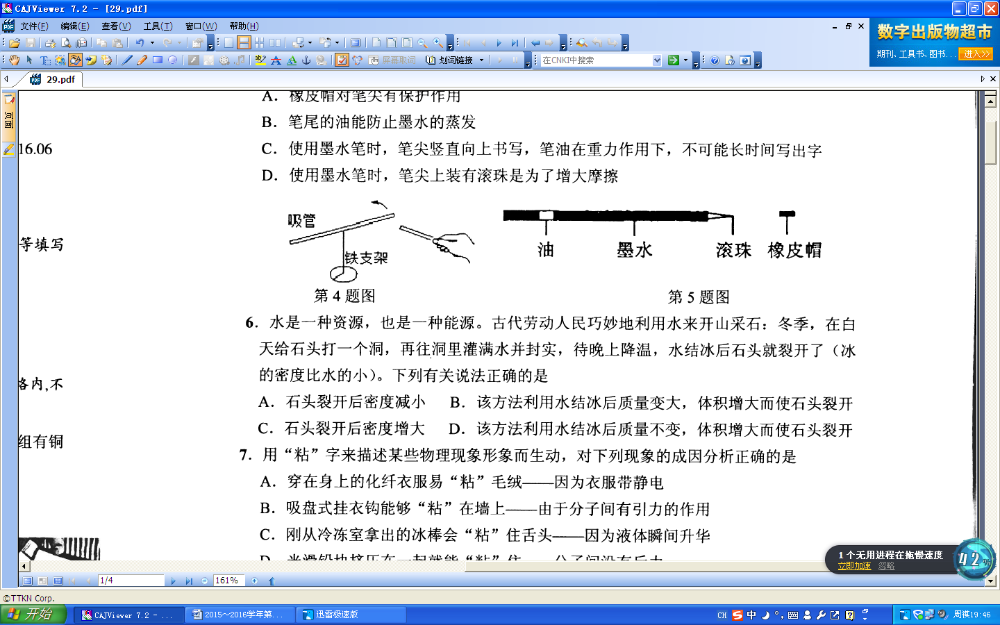 CAJViewer 7.2 - [29.pdf]
文件(F) 编辑(E) 查看(V) 工具(T) 窗口(W) 帮助(H)
数字出版物超市
期刊、工具书、图书... 进入>>
屏幕取词 划词链接 在CNKI中搜索
29.pdf
页面
16.06
等填写
各内,不
组有铜
A. 橡皮帽对笔尖有保护作用
B. 笔尾的油能防止墨水的蒸发
C. 使用墨水笔时，笔尖竖直向上书写，笔油在重力作用下，不可能长时间写出字
D. 使用墨水笔时，笔尖上装有滚珠是为了增大摩擦
吸管
铁支架
第 4 题图
油 墨水 滚珠 橡皮帽
第 5 题图
6. 水是一种资源，也是一种能源。古代劳动人民巧妙地利用水来开山采石：冬季，在白
天给石头打一个洞，再往洞里灌满水并封实，待晚上降温，水结冰后石头就裂开了（冰
的密度比水的小）。下列有关说法正确的是
A. 石头裂开后密度减小 B. 该方法利用水结冰后质量变大，体积增大而使石头裂开
C. 石头裂开后密度增大 D. 该方法利用水结冰后质量不变，体积增大而使石头裂开
7. 用“粘”字来描述某些物理现象形象而生动，对下列现象的成因分析正确的是
A. 穿在身上的化纤衣服易“粘”毛绒——因为衣服带静电
B. 吸盘式挂衣钩能够“粘”在墙上——由于分子间有引力的作用
C. 刚从冷冻室拿出的冰棒会“粘”住舌头——因为液体瞬间升华
D. 光滑铅块挤压在一起就能“粘”住——分子间没有斥力
1 个无用进程在拖慢速度
立即加速 忽略
42%
1/4 161%
©TTKN Corp.
开始 CAJViewer 7.2 - ... 2015～2016学年第... 迅雷极速版 CH 中 周祺19:46